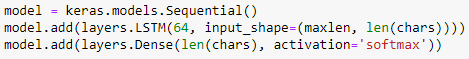 model = keras.models.Sequential()
model.add(layers.LSTM(64, input_shape=(maxlen, len(chars))))
model.add(layers.Dense(len(chars), activation='softmax'))